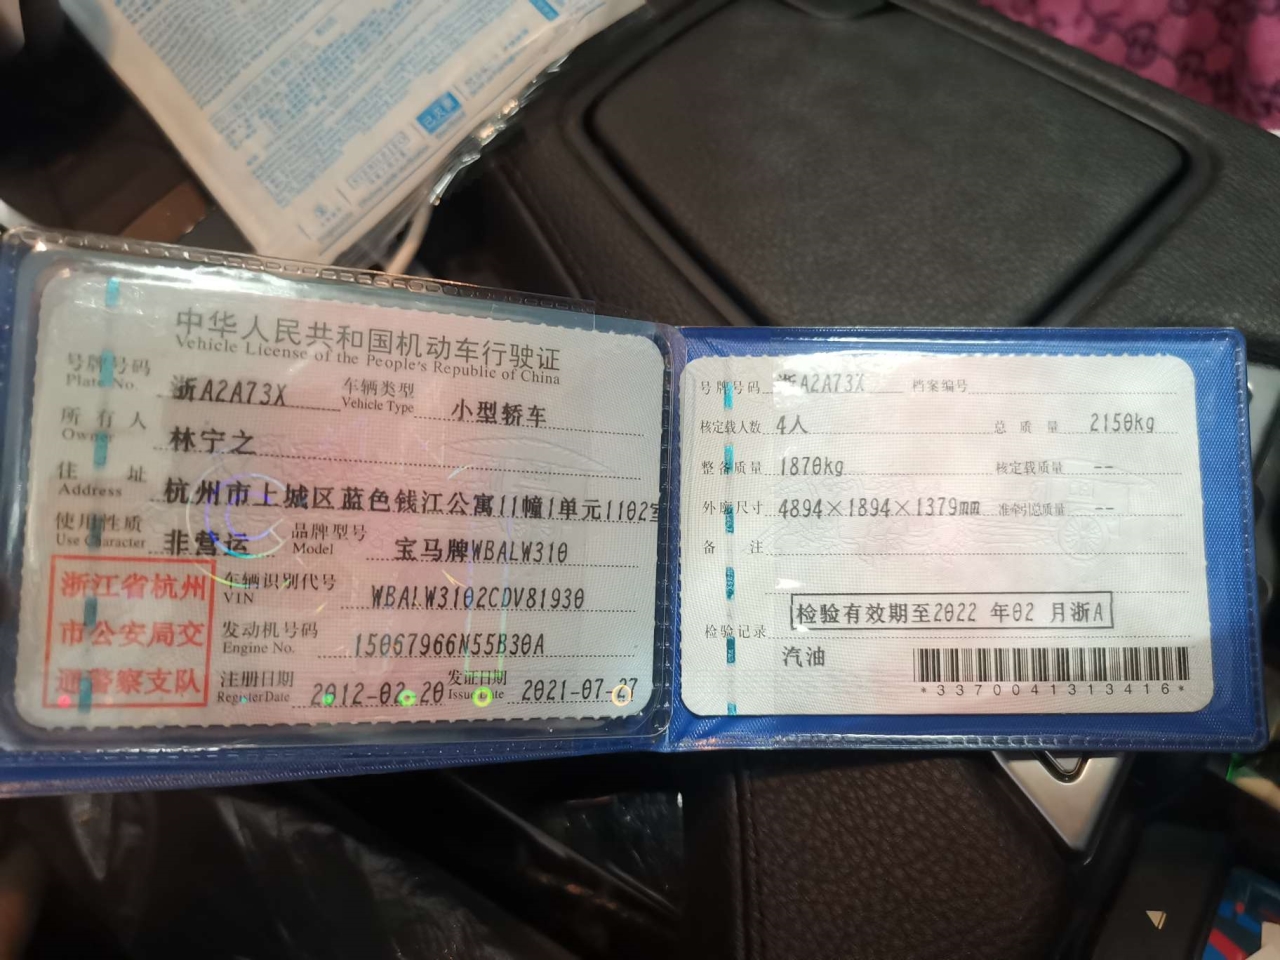 中华人民共和国机动车行驶证
Vehicle License of the People's Republic of China
号牌号码 浙A2A73X 车辆类型 小型轿车
Plate No. Vehicle Type
所有人 林宁之
Owner
住址 杭州市上城区蓝色钱江公寓11幢1单元1102室
Address
使用性质 非营运 品牌型号 宝马牌WBALW310
Use Character Model
浙江省杭州
市公安局交
通警察支队
车辆识别代号 WBALW3102CDV81930
VIN
发动机号码 15067966N55B30A
Engine No.
注册日期 2012-02-20 发证日期 2021-07-27
Register Date Issue Date
号牌号码 浙A2A73X 档案编号
核定载人数 4人 总质量 2150kg
整备质量 1870kg 核定载质量 --
外廓尺寸 4894×1894×1379mm 准牵引总质量 --
备注
检验有效期至2022 年02 月浙A
检验记录
汽油
*3370041313416*
已灭菌